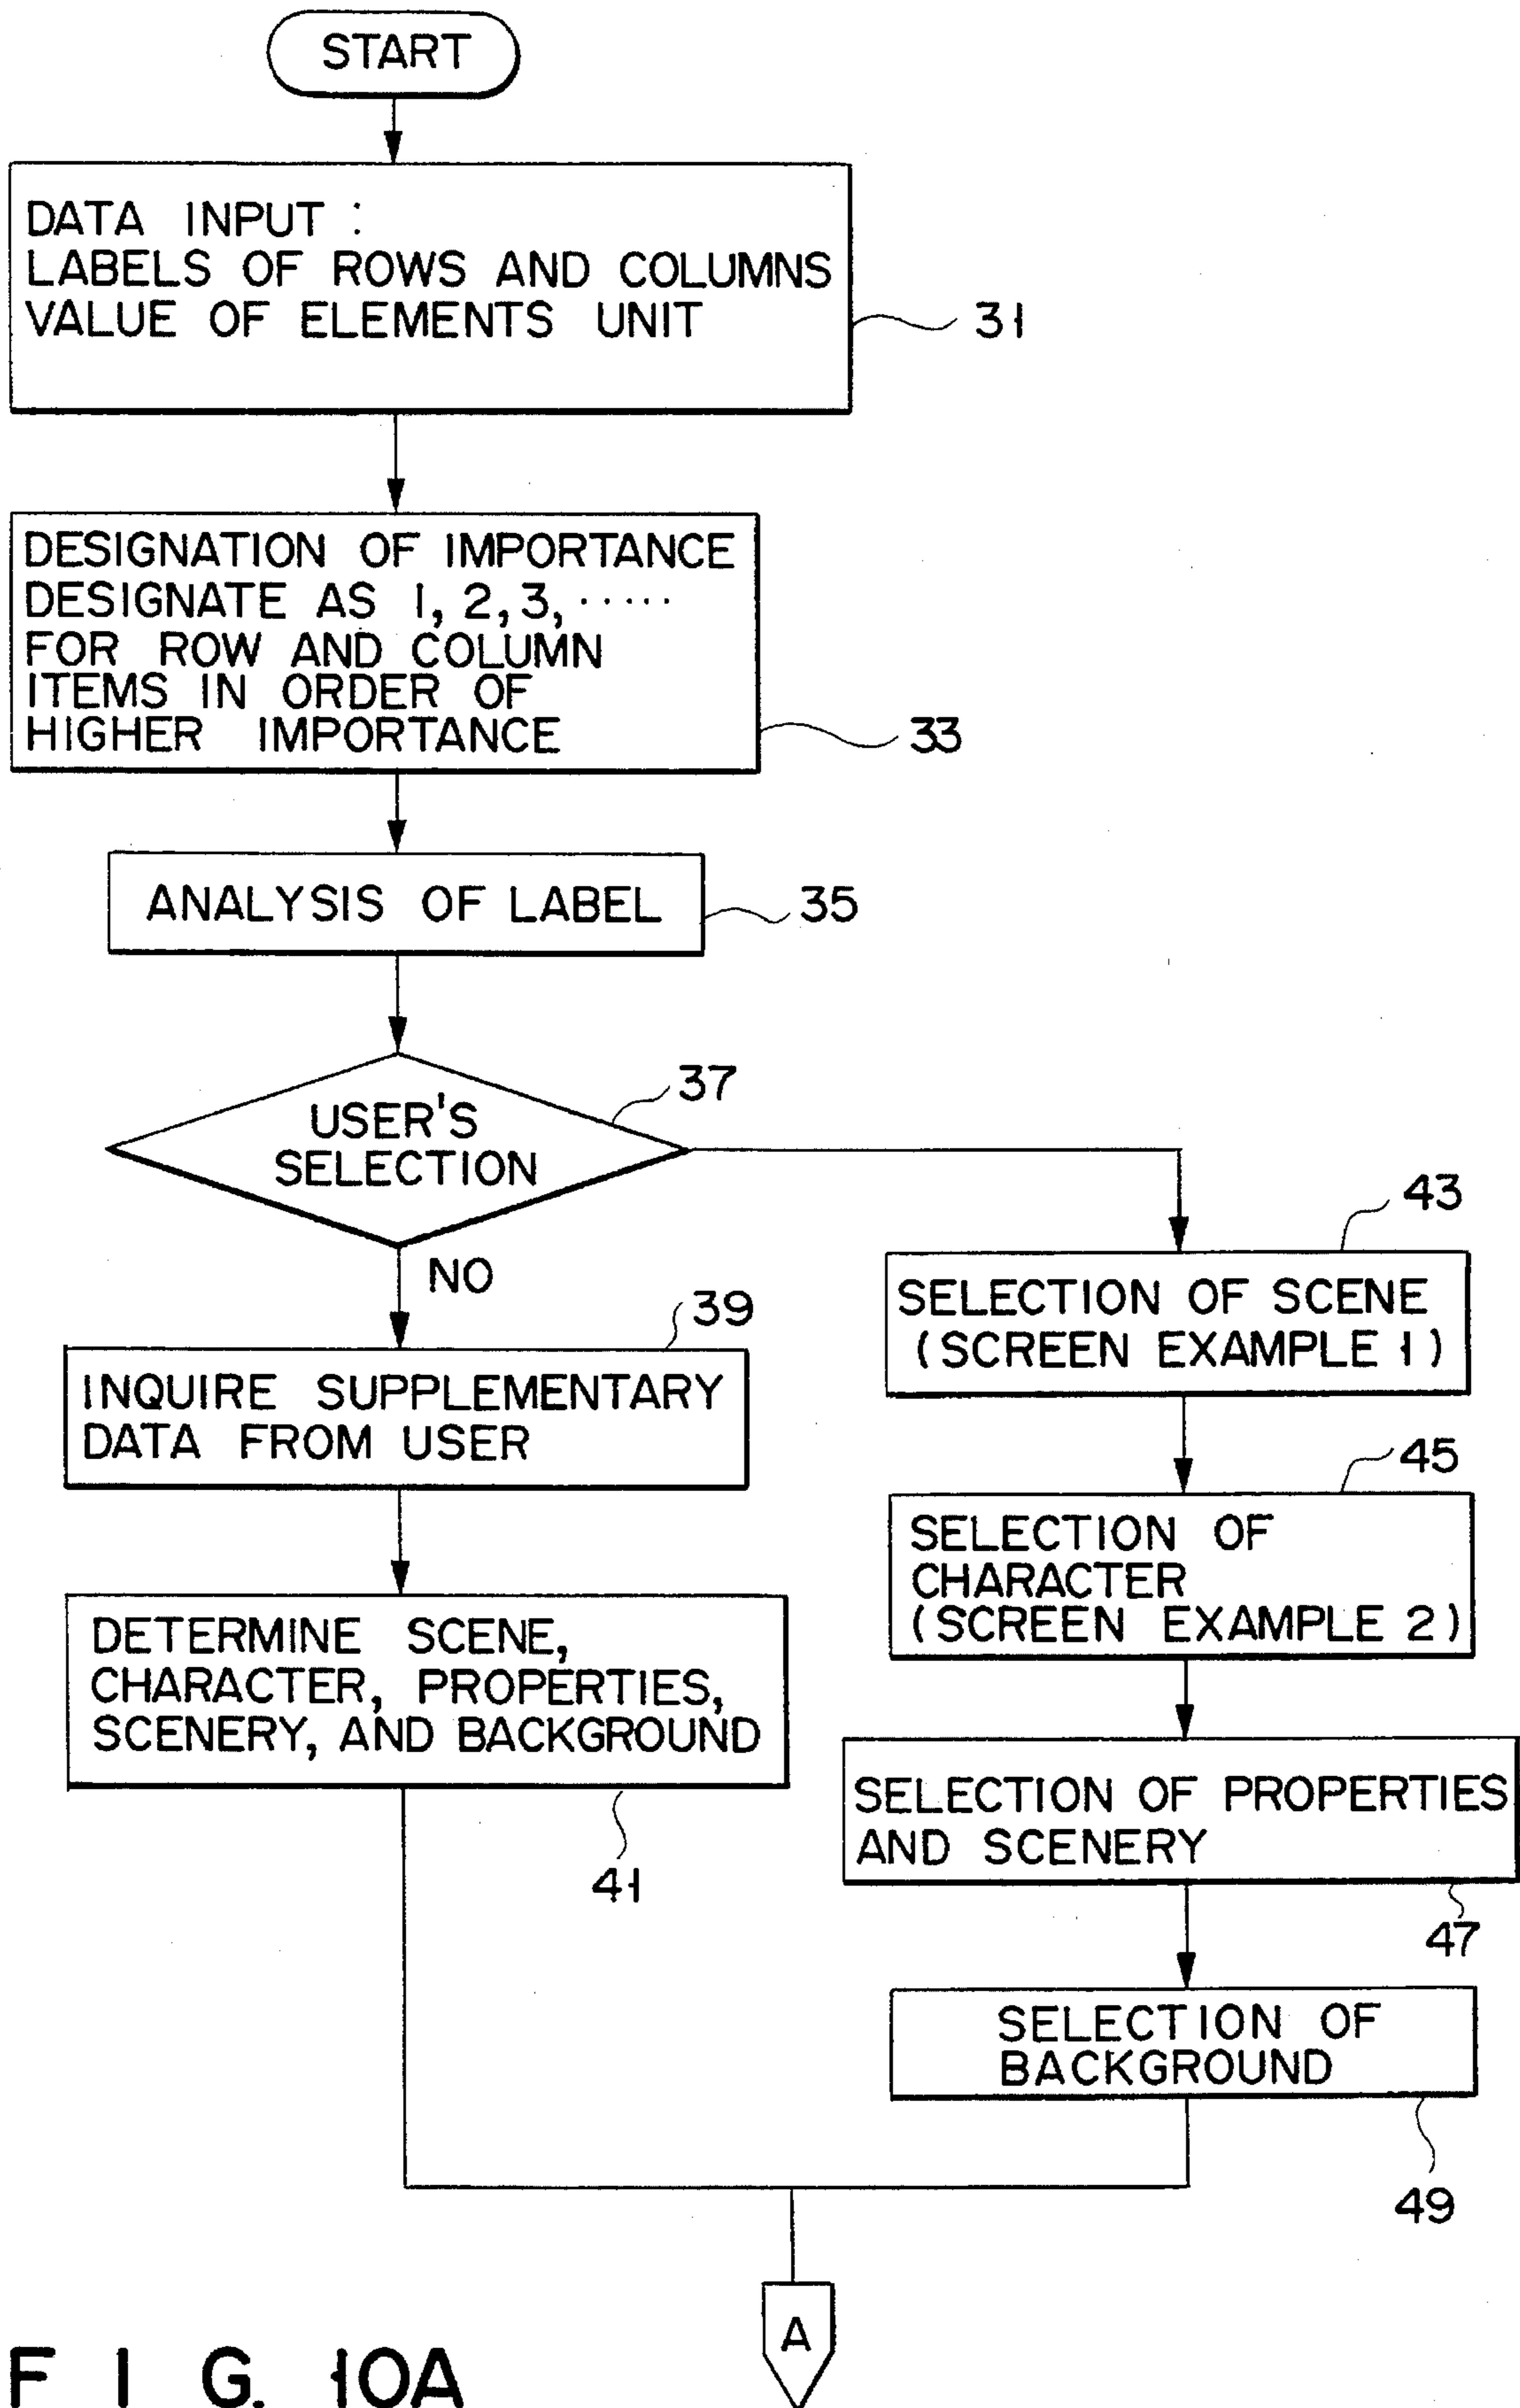 START
DATA INPUT :
LABELS OF ROWS AND COLUMNS
VALUE OF ELEMENTS UNIT
31
DESIGNATION OF IMPORTANCE
DESIGNATE AS 1, 2, 3, ·····
FOR ROW AND COLUMN
ITEMS IN ORDER OF
HIGHER IMPORTANCE
33
ANALYSIS OF LABEL
35
USER'S
SELECTION
37
NO
39
INQUIRE SUPPLEMENTARY
DATA FROM USER
DETERMINE SCENE,
CHARACTER, PROPERTIES,
SCENERY, AND BACKGROUND
41
43
SELECTION OF SCENE
(SCREEN EXAMPLE 1)
45
SELECTION OF
CHARACTER
(SCREEN EXAMPLE 2)
SELECTION OF PROPERTIES
AND SCENERY
47
SELECTION OF
BACKGROUND
49
A
FIG. 10A